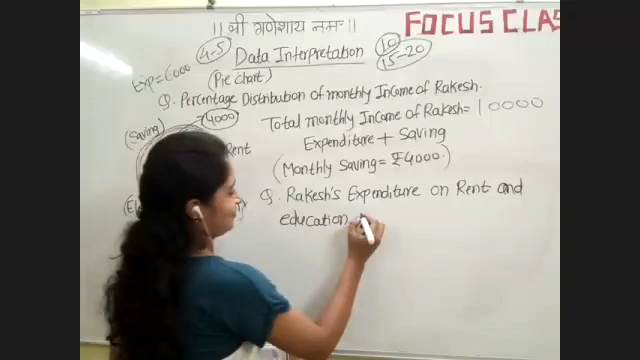 || श्री गणेशाय नमः ||
FOCUS CLAS
4-5
Data Interpretation
10
15-20
Exp=6000
(Pie chart)
Q. Percentage Distribution of monthly Income of Rakesh.
(Saving)
₹4000
Total monthly Income of Rakesh= 10000
Expenditure + Saving
Rent
(Monthly Saving= ₹4000.)
Q. Rakesh's Expenditure on Rent and
education